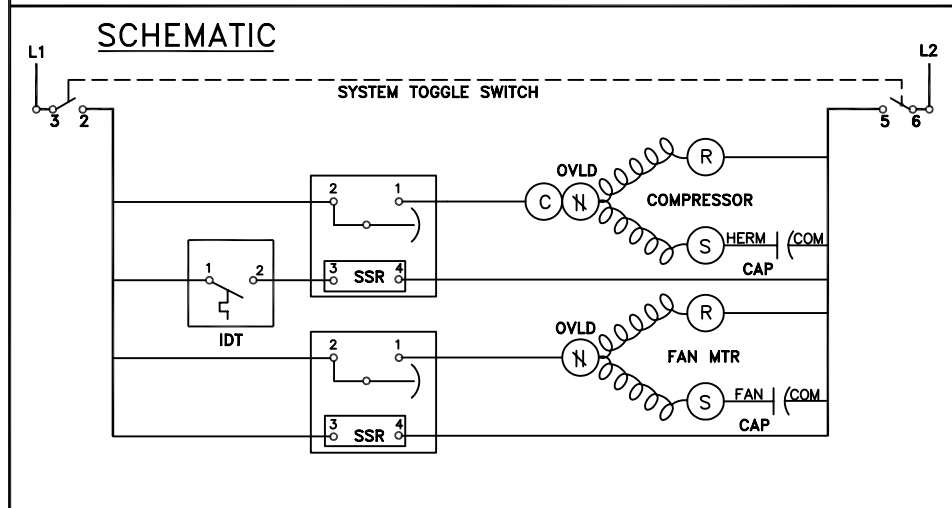 SCHEMATIC
L1
L2
SYSTEM TOGGLE SWITCH
3 2
5 6
OVLD
R
2 1
C N
COMPRESSOR
S HERM COM
CAP
1 2
3 SSR 4
IDT
OVLD
R
2 1
N
FAN MTR
S FAN COM
CAP
3 SSR 4